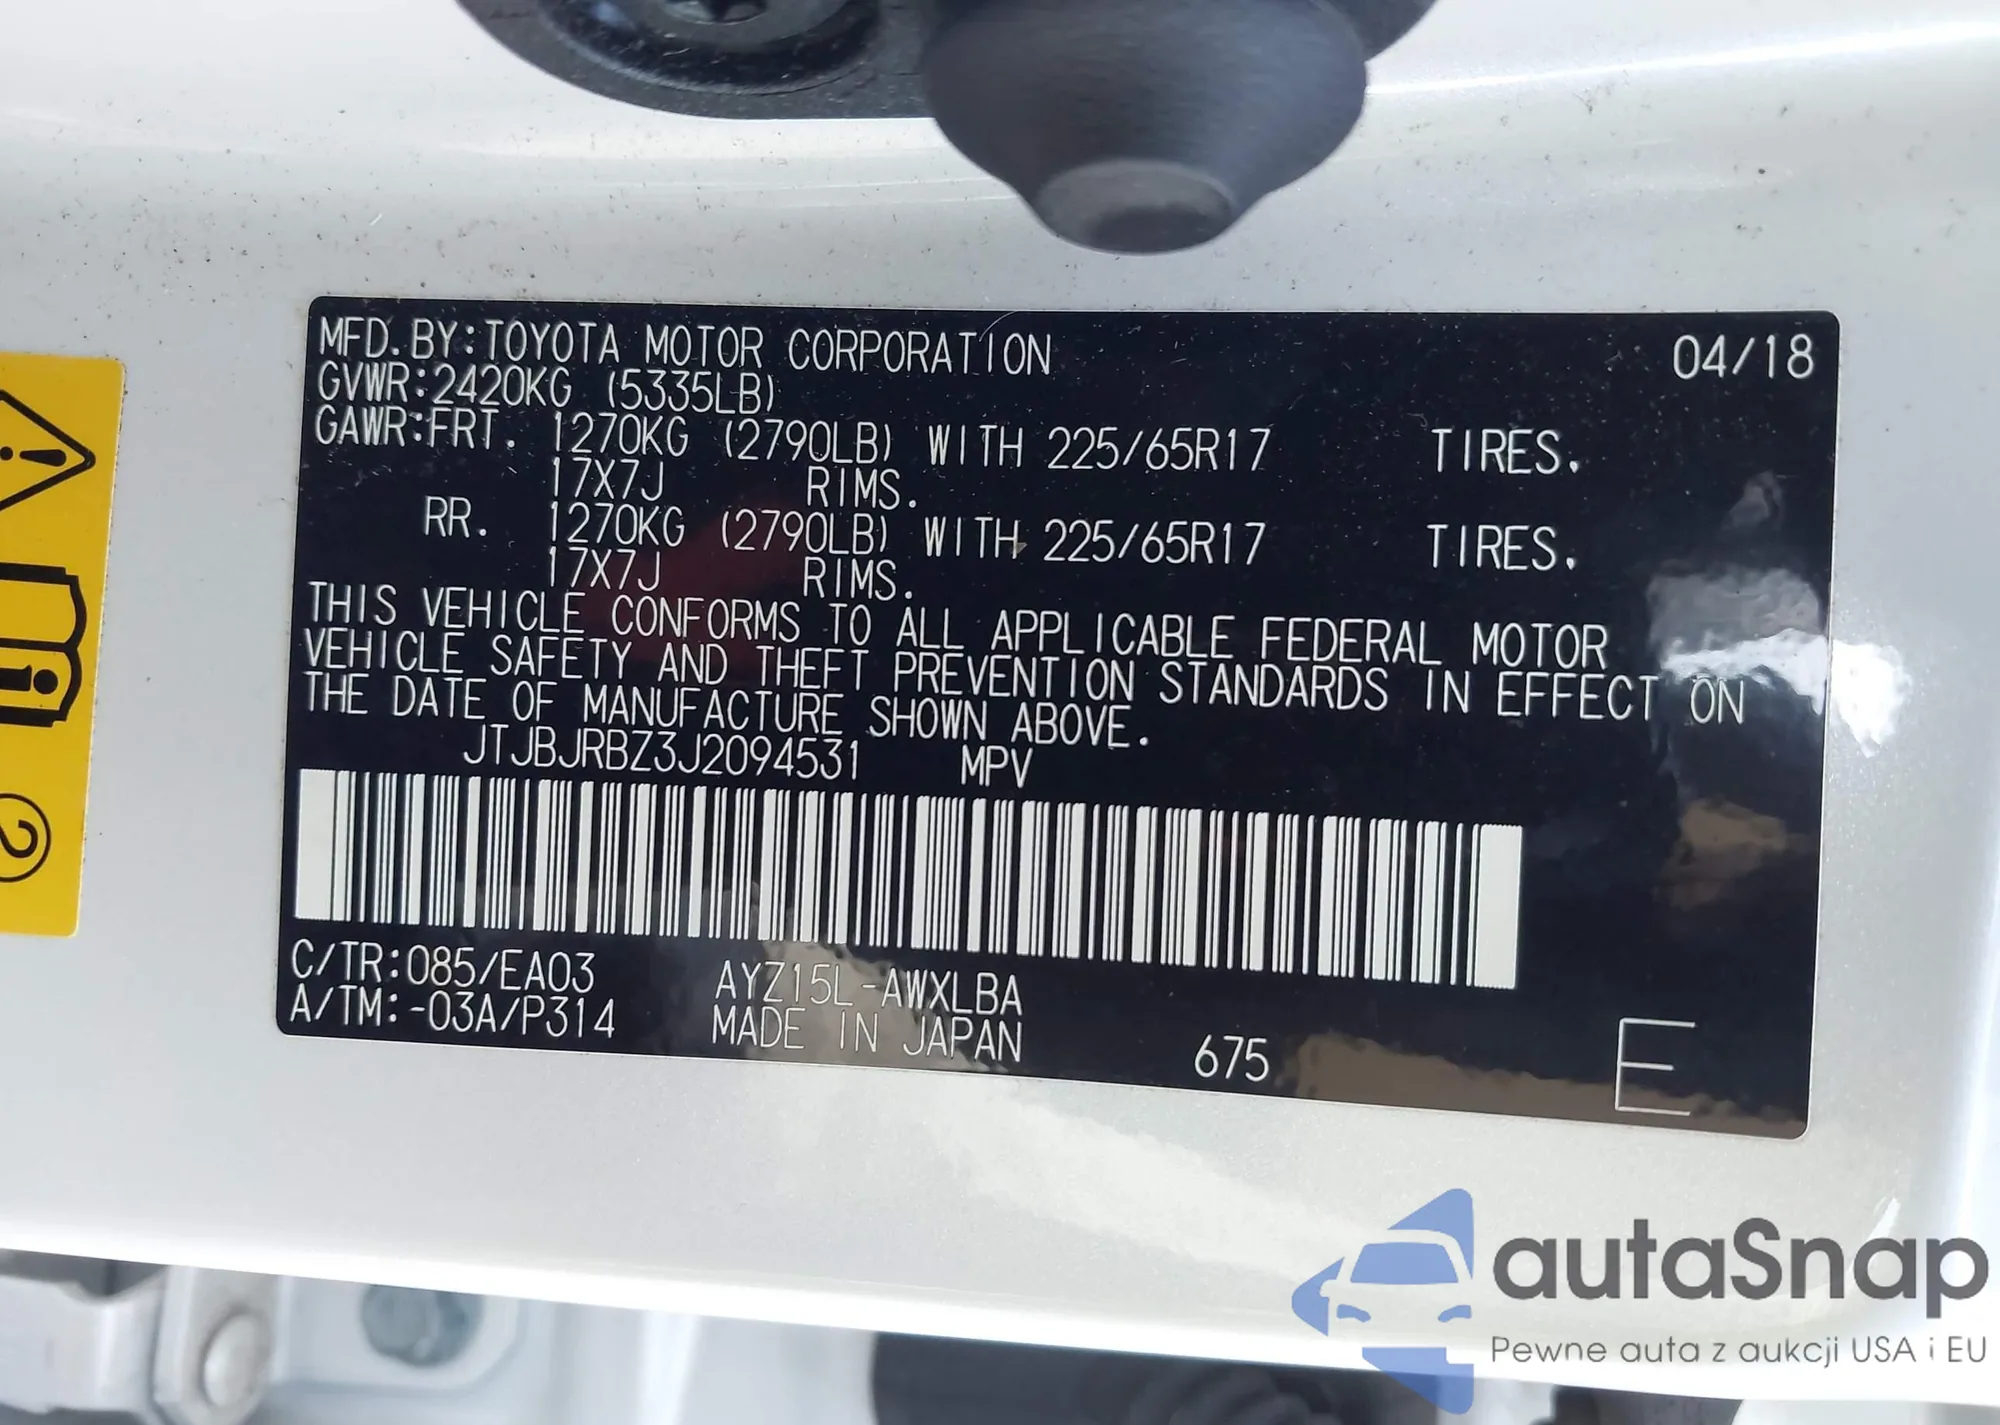 MFD. BY: TOYOTA MOTOR CORPORATION 04/18
GVWR: 2420KG (5335LB)
GAWR: FRT. 1270KG (2790LB) WITH 225/65R17 TIRES.
17X7J RIMS.
RR. 1270KG (2790LB) WITH 225/65R17 TIRES.
17X7J RIMS.
THIS VEHICLE CONFORMS TO ALL APPLICABLE FEDERAL MOTOR
VEHICLE SAFETY AND THEFT PREVENTION STANDARDS IN EFFECT ON
THE DATE OF MANUFACTURE SHOWN ABOVE.
JTJBJRBZ3J2094531 MPV
C/TR: 085/EA03 AYZ15L-AWXLBA
A/TM: -03A/P314 MADE IN JAPAN 675 E
2
autaSnap
Pewne auta z aukcji USA i EU